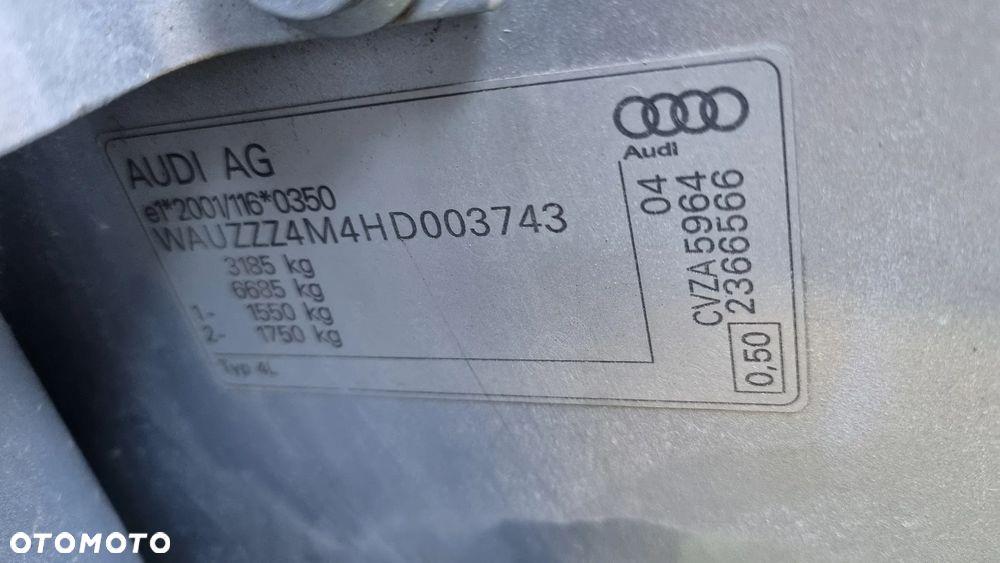 AUDI AG
e1*2001/116*0350
WAUZZZ4M4HD003743
3185 kg
6685 kg
1- 1550 kg
2- 1750 kg
Typ 4L
Audi
04
CVZA5964
2366566
0,50
OTOMOTO